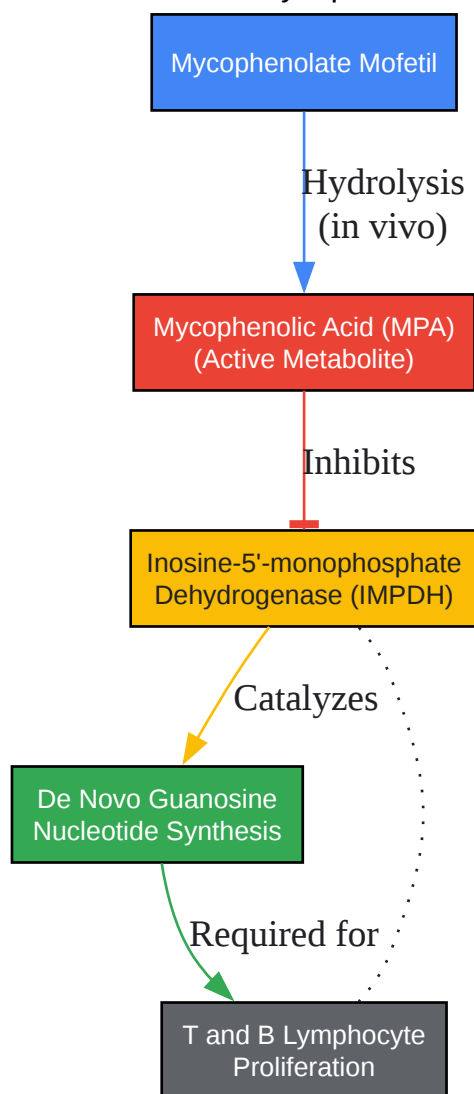 Mycophenolate Mofetil
Hydrolysis
(in vivo)
Mycophenolic Acid (MPA)
(Active Metabolite)
Inhibits
Inosine-5'-monophosphate
Dehydrogenase (IMPDH)
Catalyzes
De Novo Guanosine
Nucleotide Synthesis
Required for
T and B Lymphocyte
Proliferation